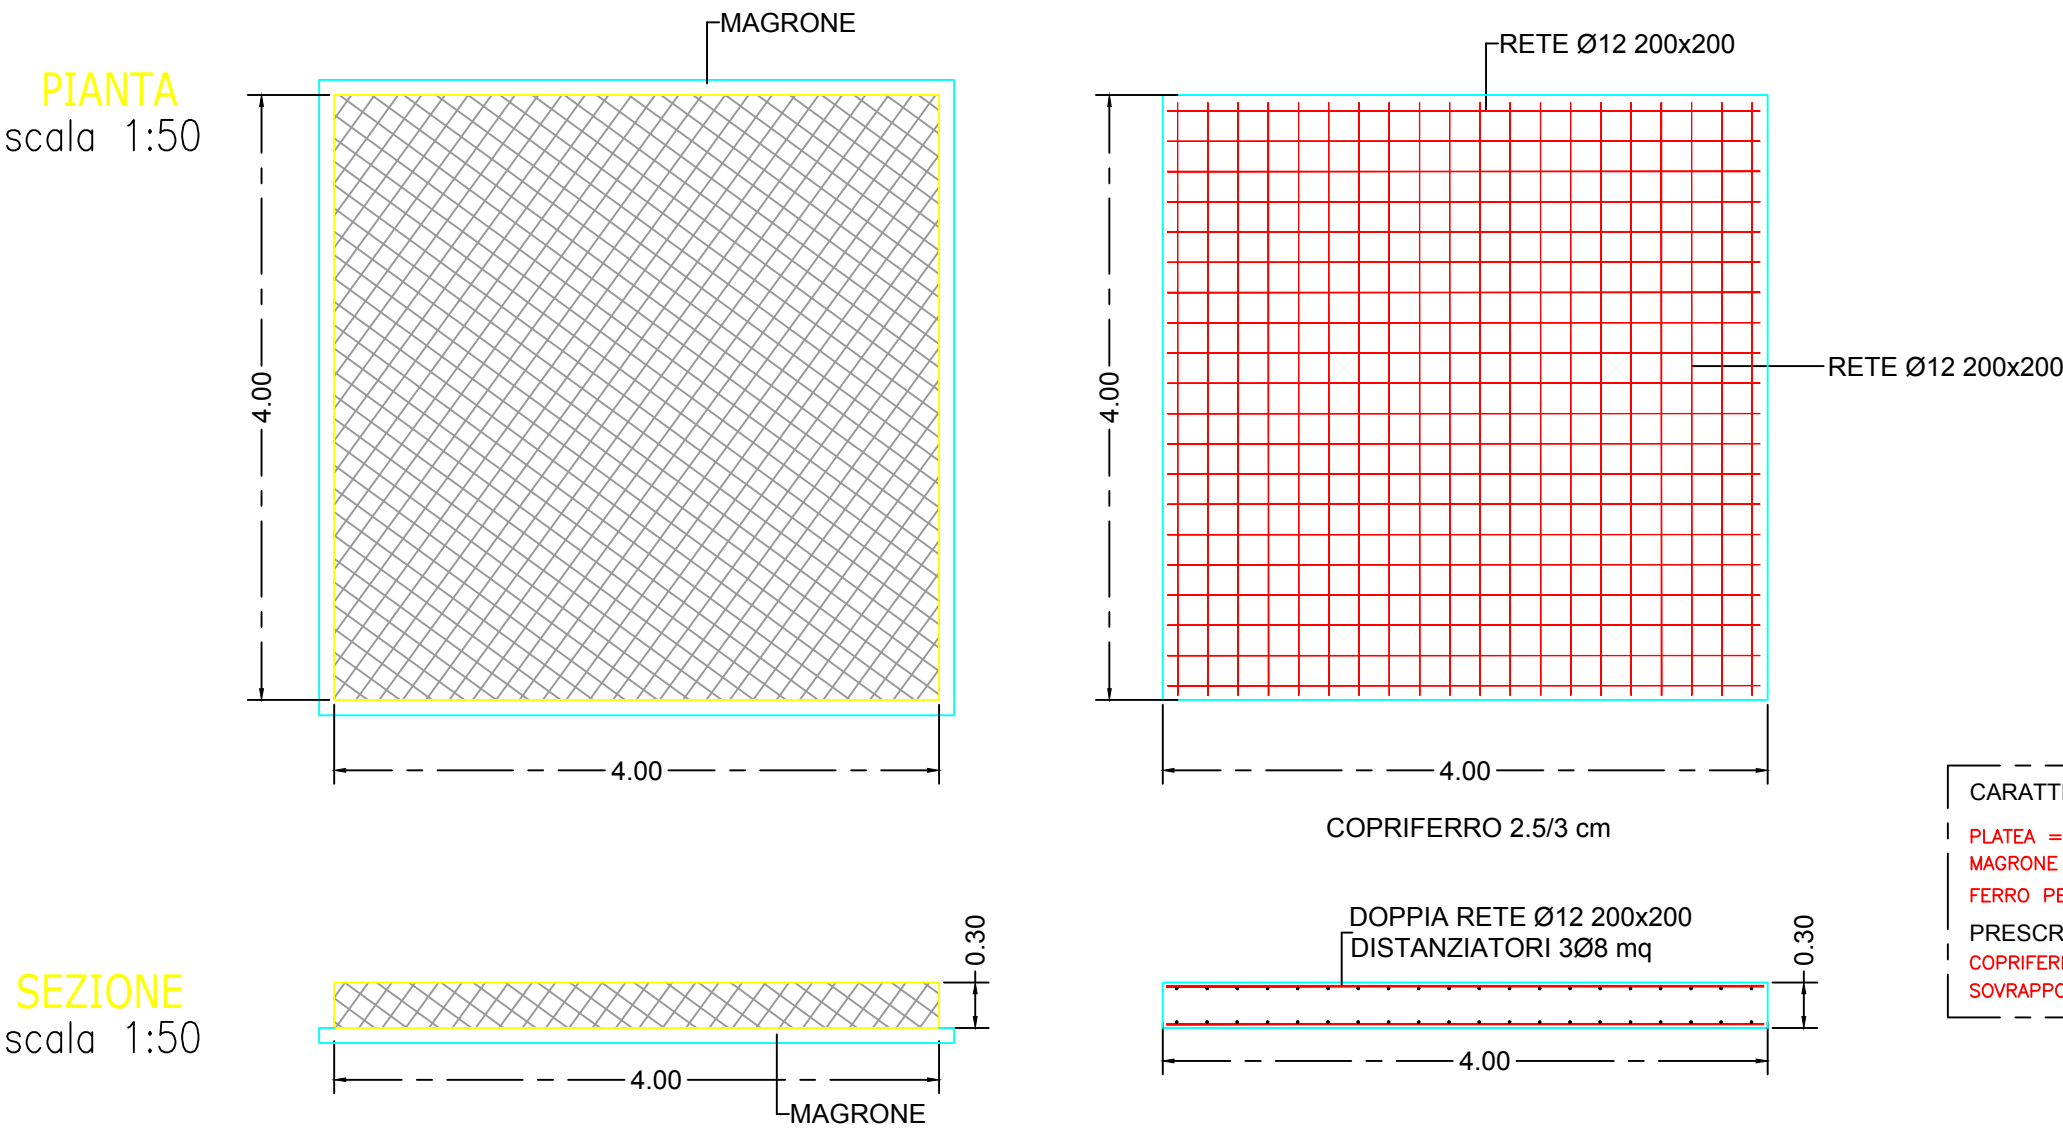 MAGRONE
RETE Ø12 200x200
PIANTA
scala 1:50
4.00
4.00
RETE Ø12 200x200
4.00
4.00
CARATT
COPRIFERRO 2.5/3 cm
PLATEA =
MAGRONE
FERRO PE
PRESCR
COPRIFER
SOVRAPPO
DOPPIA RETE Ø12 200x200
DISTANZIATORI 3Ø8 mq
0.30
0.30
SEZIONE
scala 1:50
4.00
4.00
MAGRONE